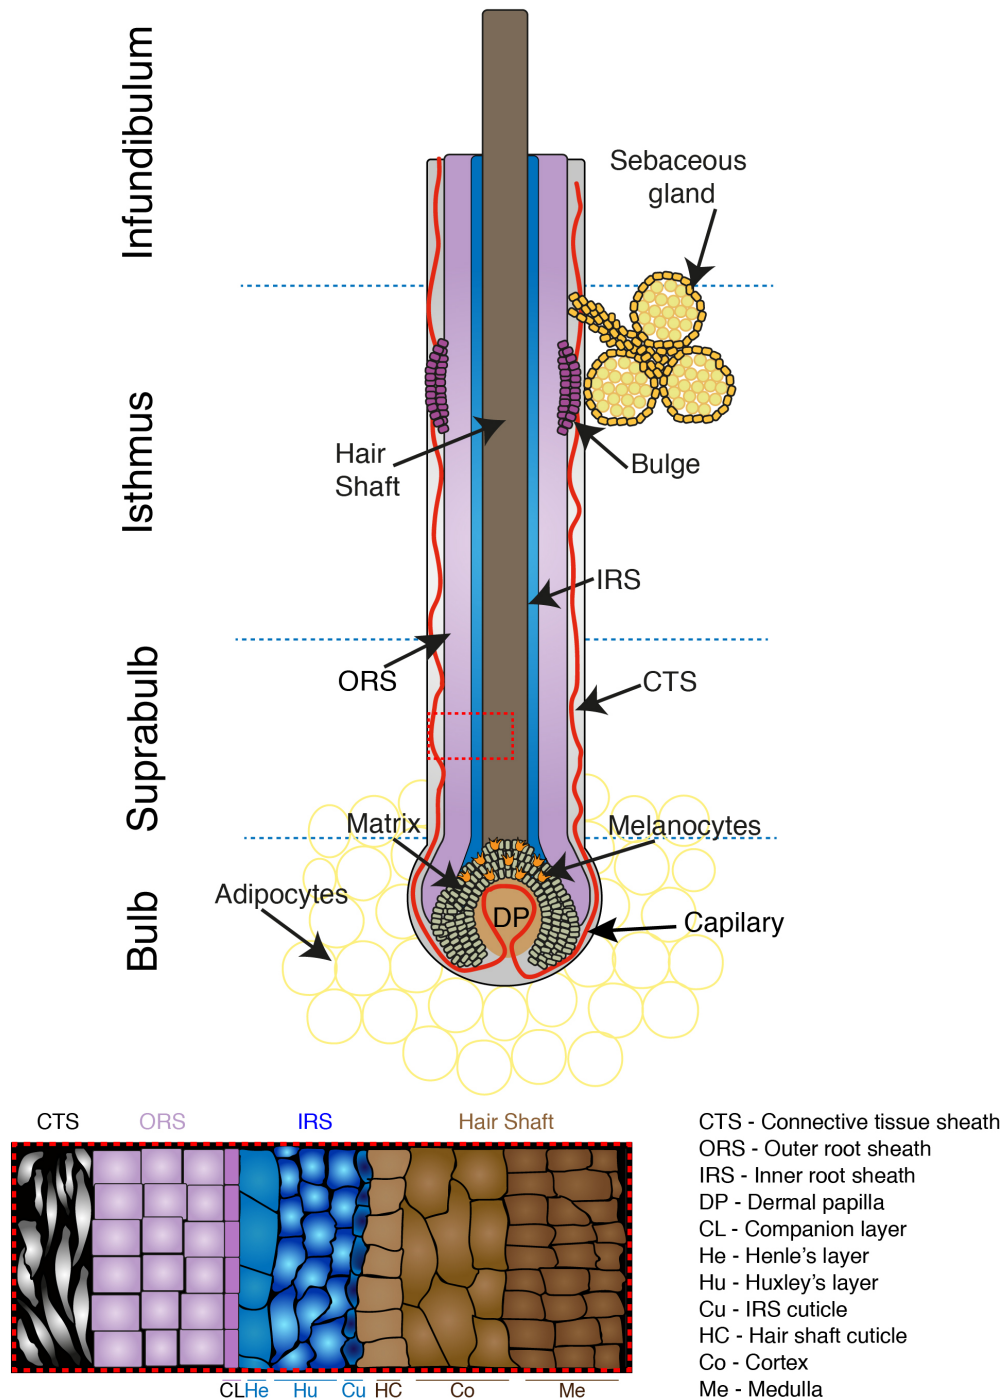 Infundibulum
Sebaceous
gland
Isthmus
Hair
Shaft
Bulge
IRS
ORS
CTS
Suprabulb
Matrix
Melanocytes
Adipocytes
Bulb
DP
Capilary
CTS
ORS
IRS
Hair Shaft
CL
He
Hu
Cu
HC
Co
Me
CTS - Connective tissue sheath
ORS - Outer root sheath
IRS - Inner root sheath
DP - Dermal papilla
CL - Companion layer
He - Henle's layer
Hu - Huxley's layer
Cu - IRS cuticle
HC - Hair shaft cuticle
Co - Cortex
Me - Medulla